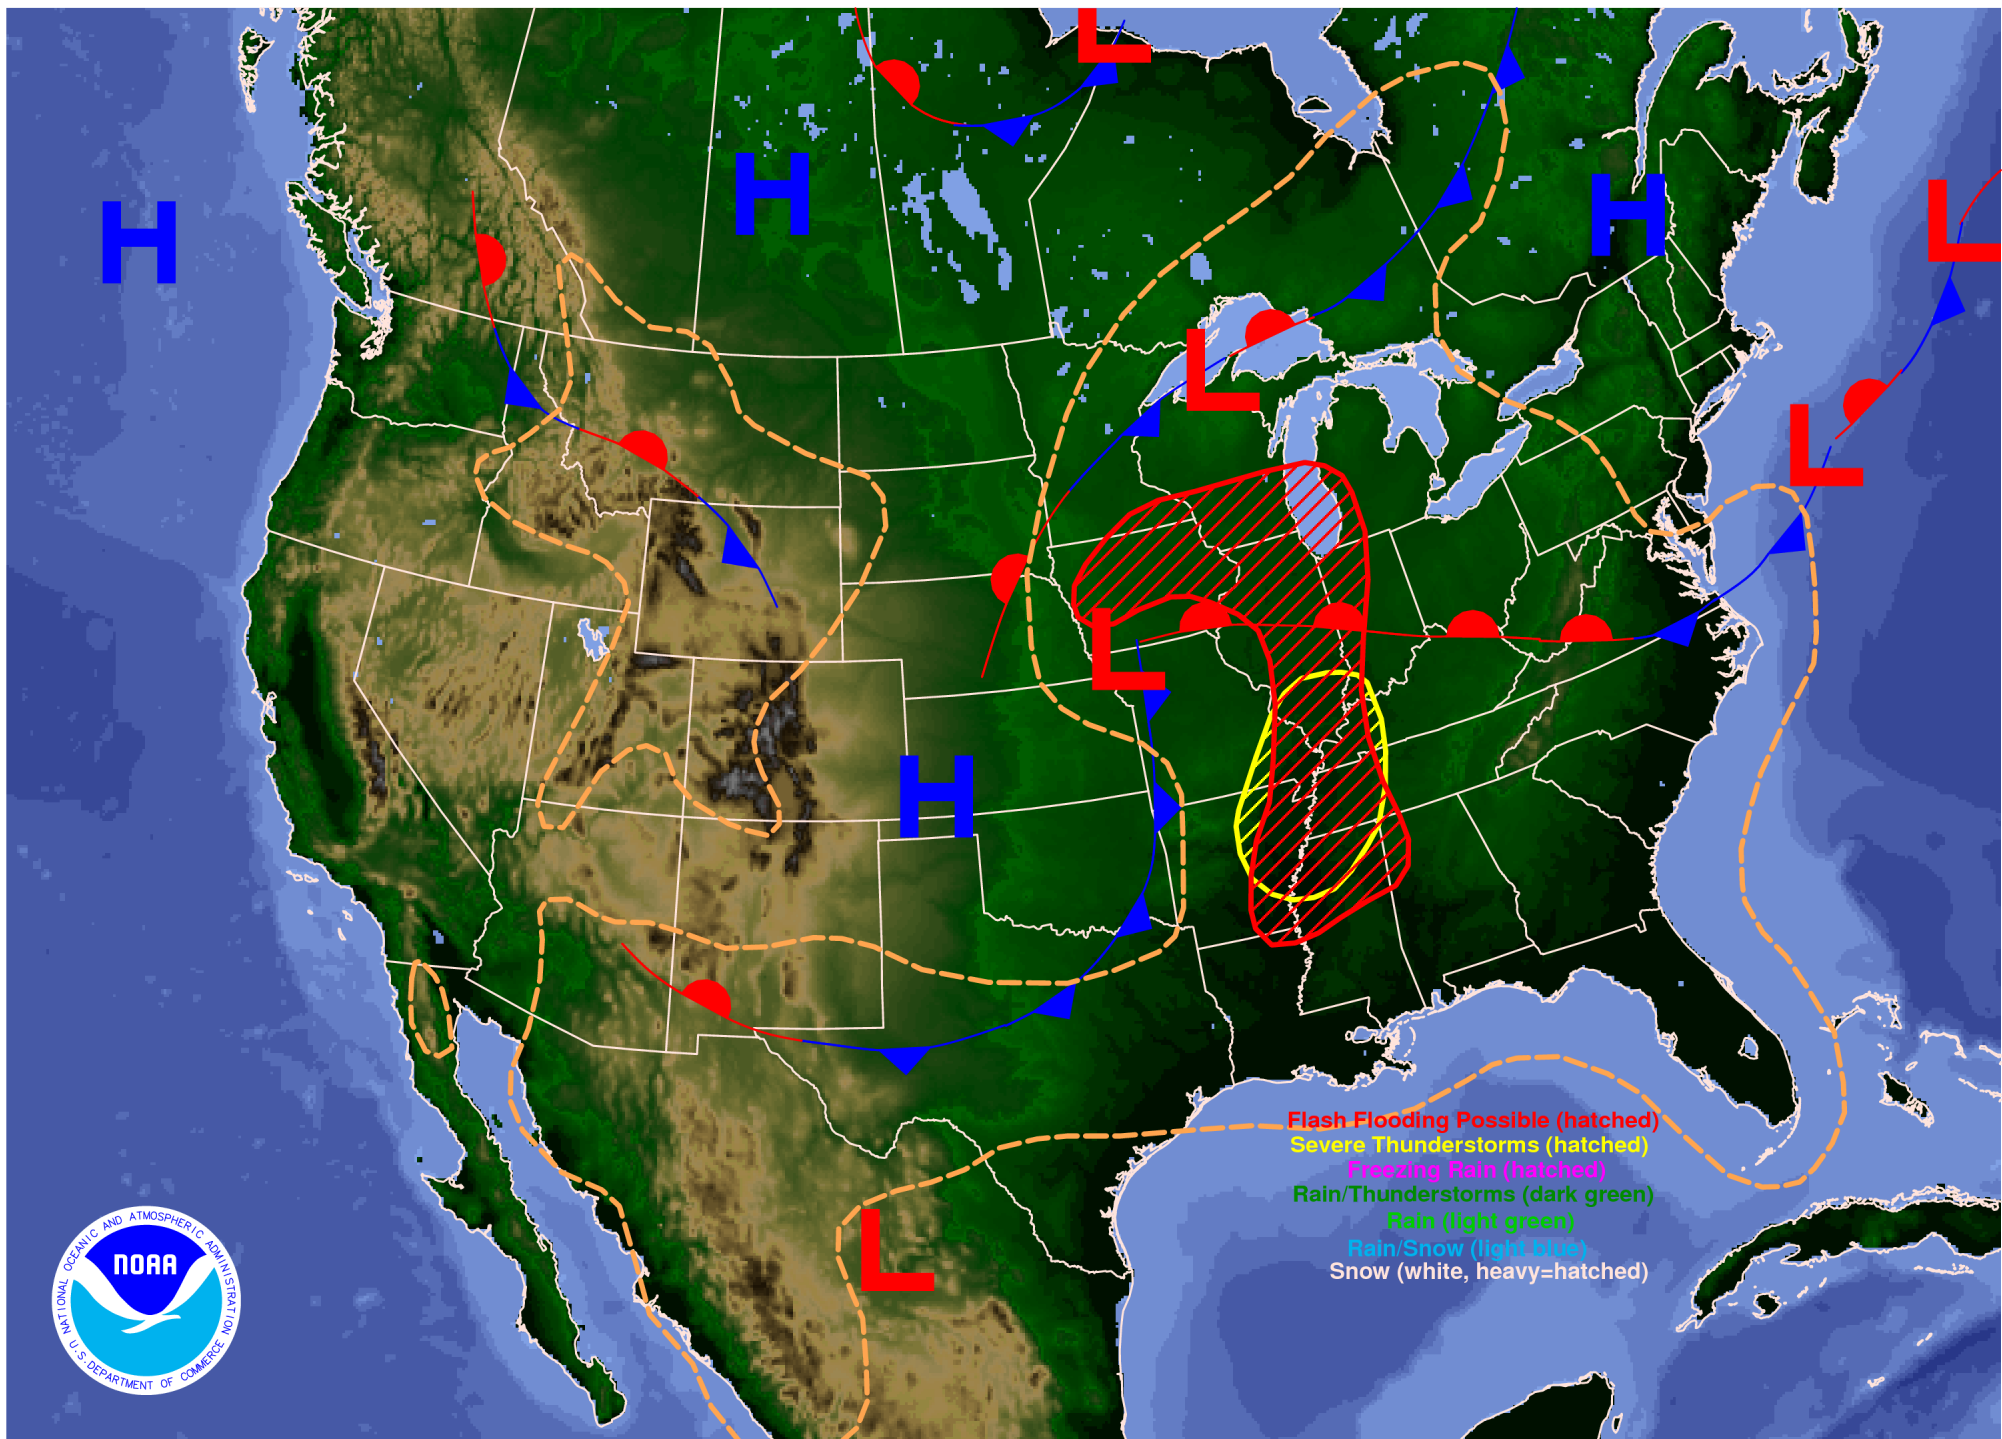 H
L
H
H
L
L
L
L
H
Flash Flooding Possible (hatched)
Severe Thunderstorms (hatched)
Freezing Rain (hatched)
Rain/Thunderstorms (dark green)
Rain (light green)
Rain/Snow (light blue)
Snow (white, heavy=hatched)
L
NATIONAL OCEANIC AND ATMOSPHERIC ADMINISTRATION
NOAA
U.S. DEPARTMENT OF COMMERCE